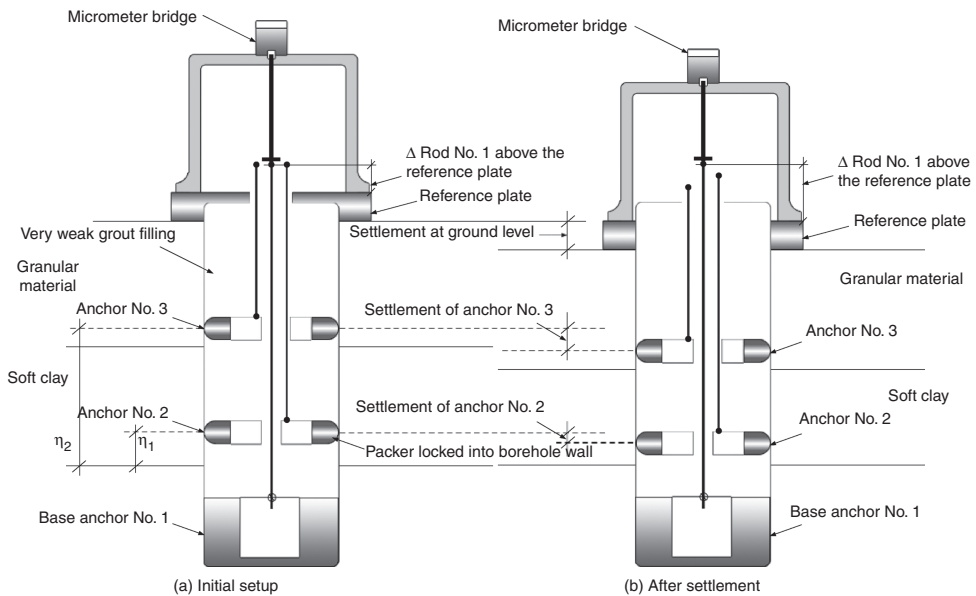 Micrometer bridge
Δ Rod No. 1 above the
reference plate
Reference plate
Very weak grout filling
Settlement at ground level
Granular
material
Anchor No. 3
Settlement of anchor No. 3
Soft clay
Anchor No. 2
Settlement of anchor No. 2
η2
η1
Packer locked into borehole wall
Base anchor No. 1
(a) Initial setup
Micrometer bridge
Δ Rod No. 1 above
the reference plate
Reference plate
Granular material
Anchor No. 3
Soft clay
Anchor No. 2
Base anchor No. 1
(b) After settlement